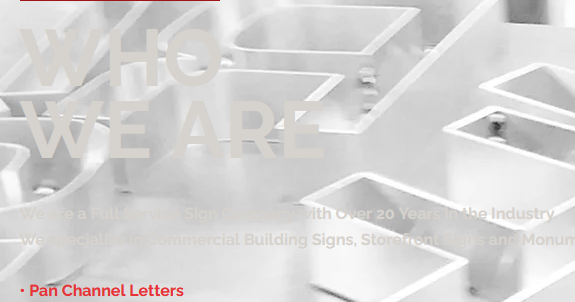 WHO
WE ARE
We are a Full Service Sign Company with Over 20 Years in the Industry
We Specialize in Commercial Building Signs, Storefront Signs and Monum
• Pan Channel Letters